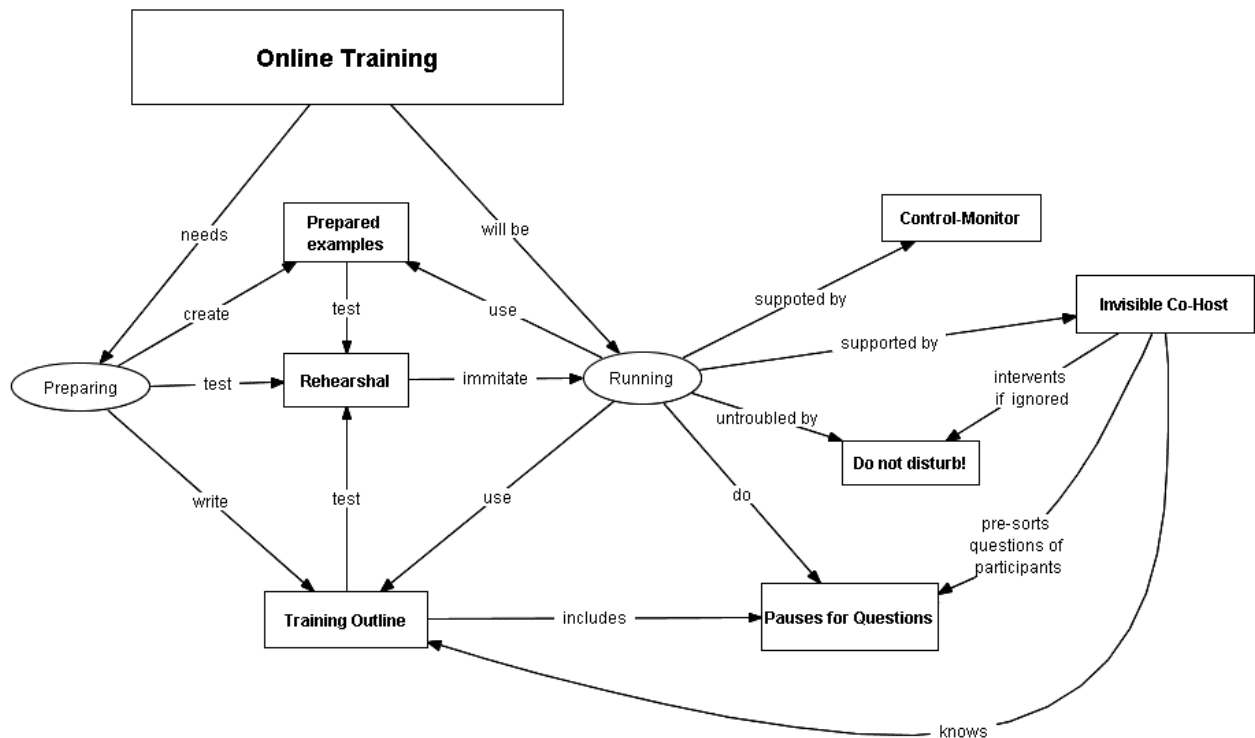 Online Training
Prepared
examples
needs
will be
Control-Monitor
create
test
use
suppoted by
Invisible Co-Host
supported by
Preparing
test
Rehearshal
immitate
Running
intervents
if ignored
untroubled by
Do not disturb!
write
test
use
do
pre-sorts
questions of
participants
Training Outline
includes
Pauses for Questions
knows